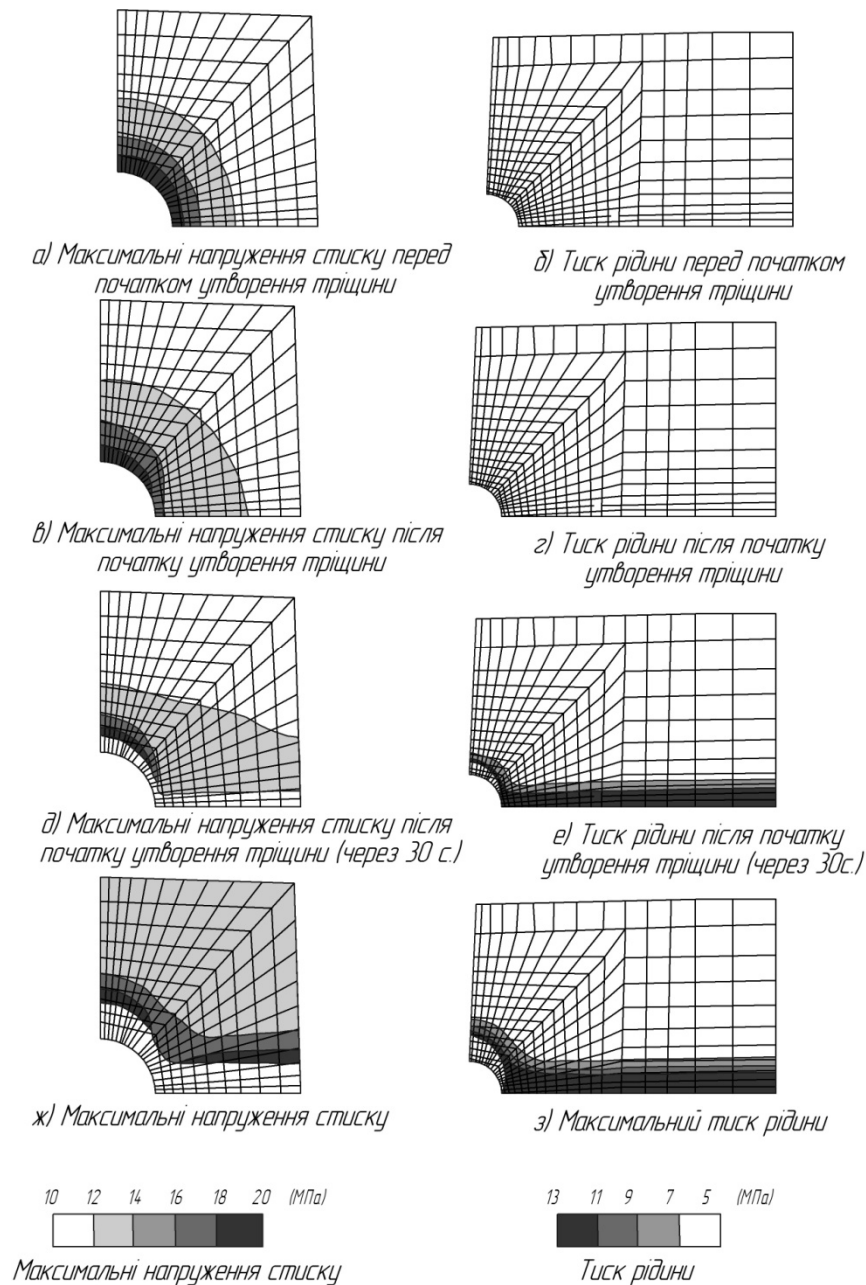 а) Максимальні напруження стиску перед
початком утворення тріщини
б) Тиск рідини перед початком
утворення тріщини
в) Максимальні напруження стиску після
початку утворення тріщини
г) Тиск рідини після початку
утворення тріщини
д) Максимальні напруження стиску після
початку утворення тріщини (через 30 с.)
е) Тиск рідини після початку
утворення тріщини (через 30с.)
ж) Максимальні напруження стиску
з) Максимальний тиск рідини
10 12 14 16 18 20 (МПа)
Максимальні напруження стиску
13 11 9 7 5 (МПа)
Тиск рідини